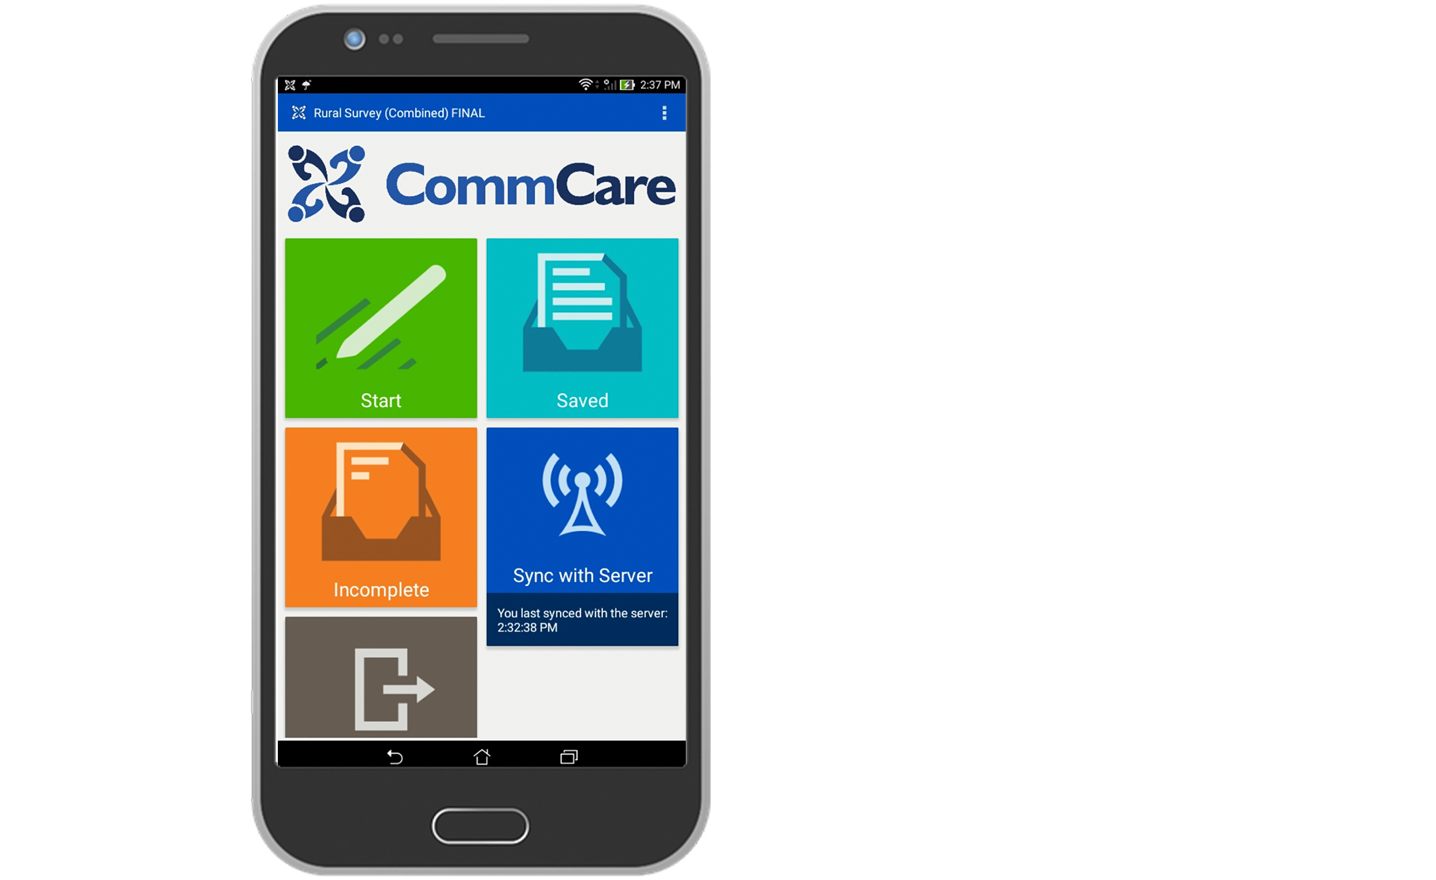 2:37 PM
Rural Survey (Combined) FINAL
CommCare
Start
Saved
Incomplete
Sync with Server
You last synced with the server:
2:32:38 PM